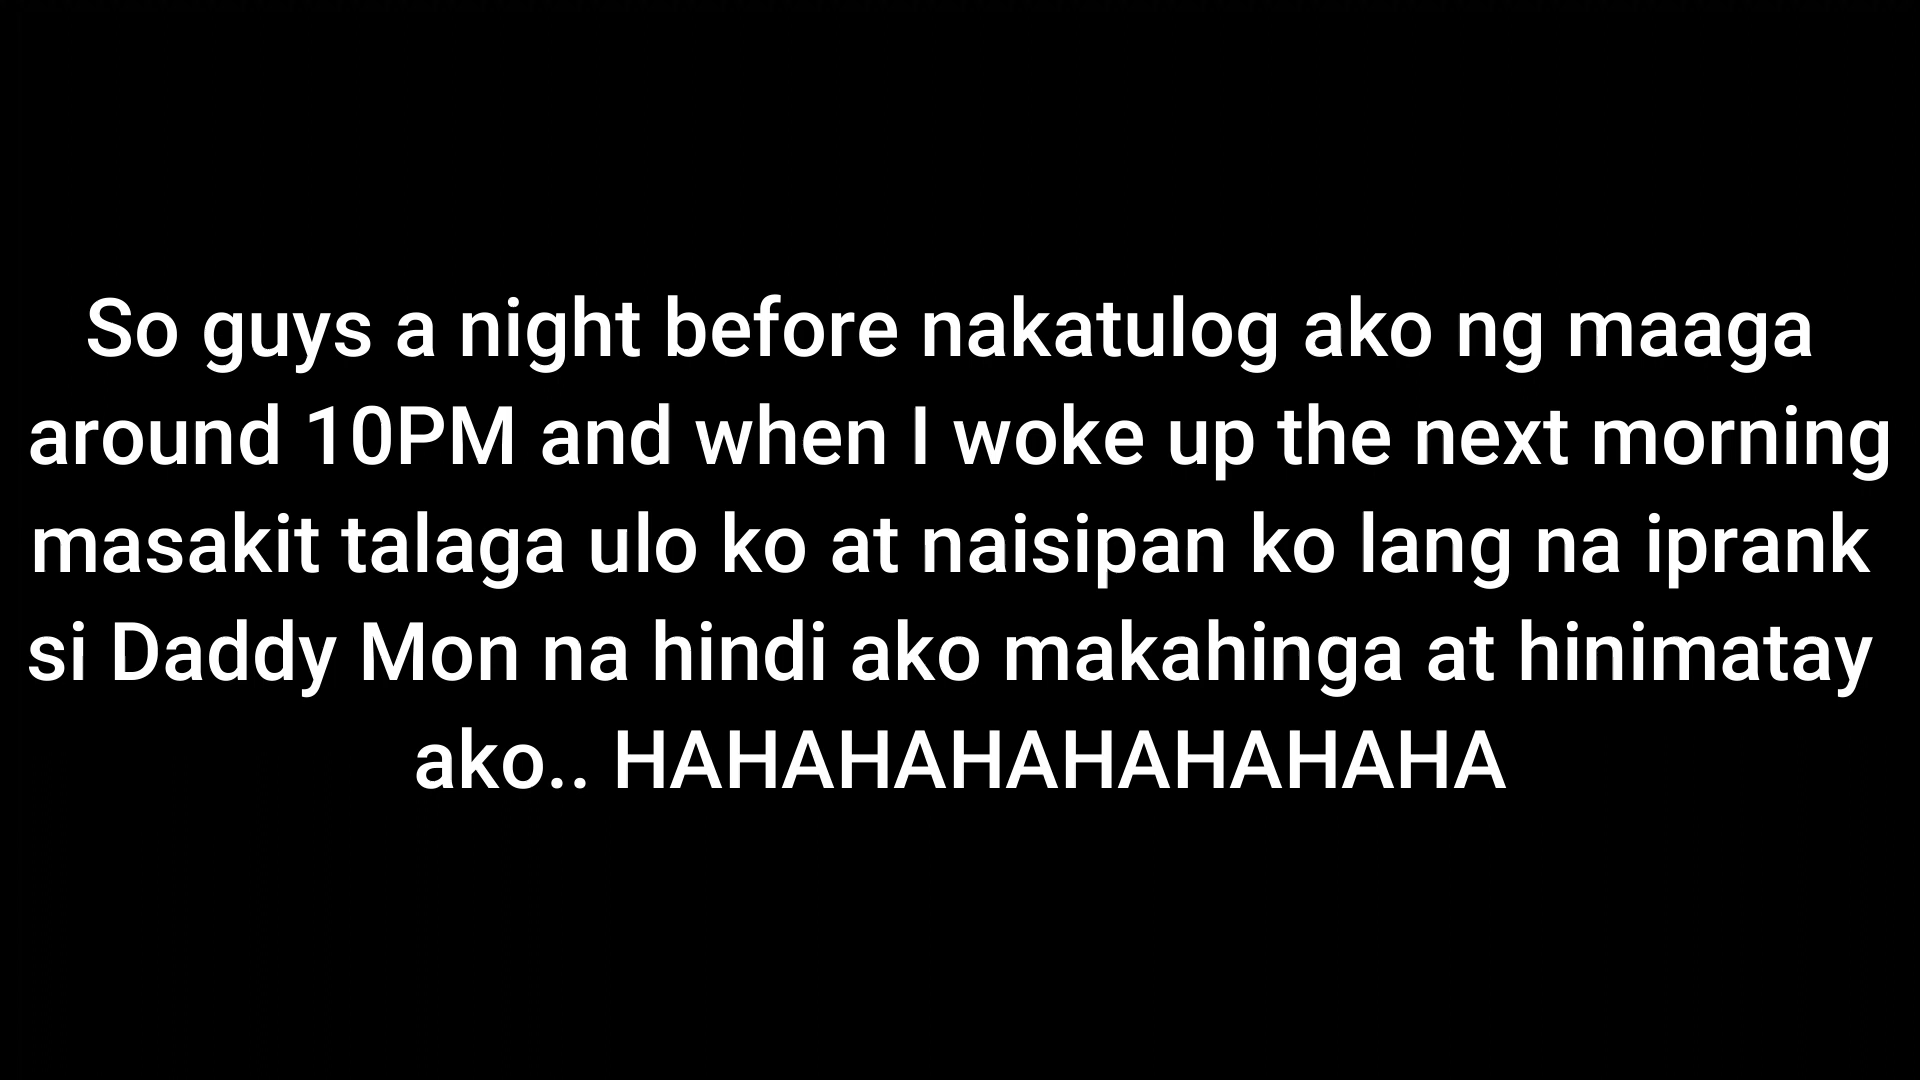 So guys a night before nakatulog ako ng maaga
around 10PM and when I woke up the next morning
masakit talaga ulo ko at naisipan ko lang na iprank
si Daddy Mon na hindi ako makahinga at hinimatay
ako.. HAHAHAHAHAHAHAHA